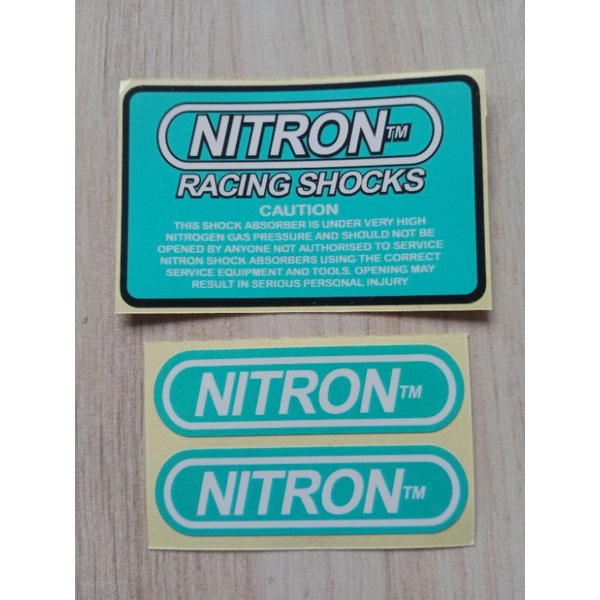 NITRON™
RACING SHOCKS
CAUTION
THIS SHOCK ABSORBER IS UNDER VERY HIGH
NITROGEN GAS PRESSURE AND SHOULD NOT BE
OPENED BY ANYONE NOT AUTHORISED TO SERVICE
NITRON SHOCK ABSORBERS USING THE CORRECT
SERVICE EQUIPMENT AND TOOLS. OPENING MAY
RESULT IN SERIOUS PERSONAL INJURY
NITRON™
NITRON™